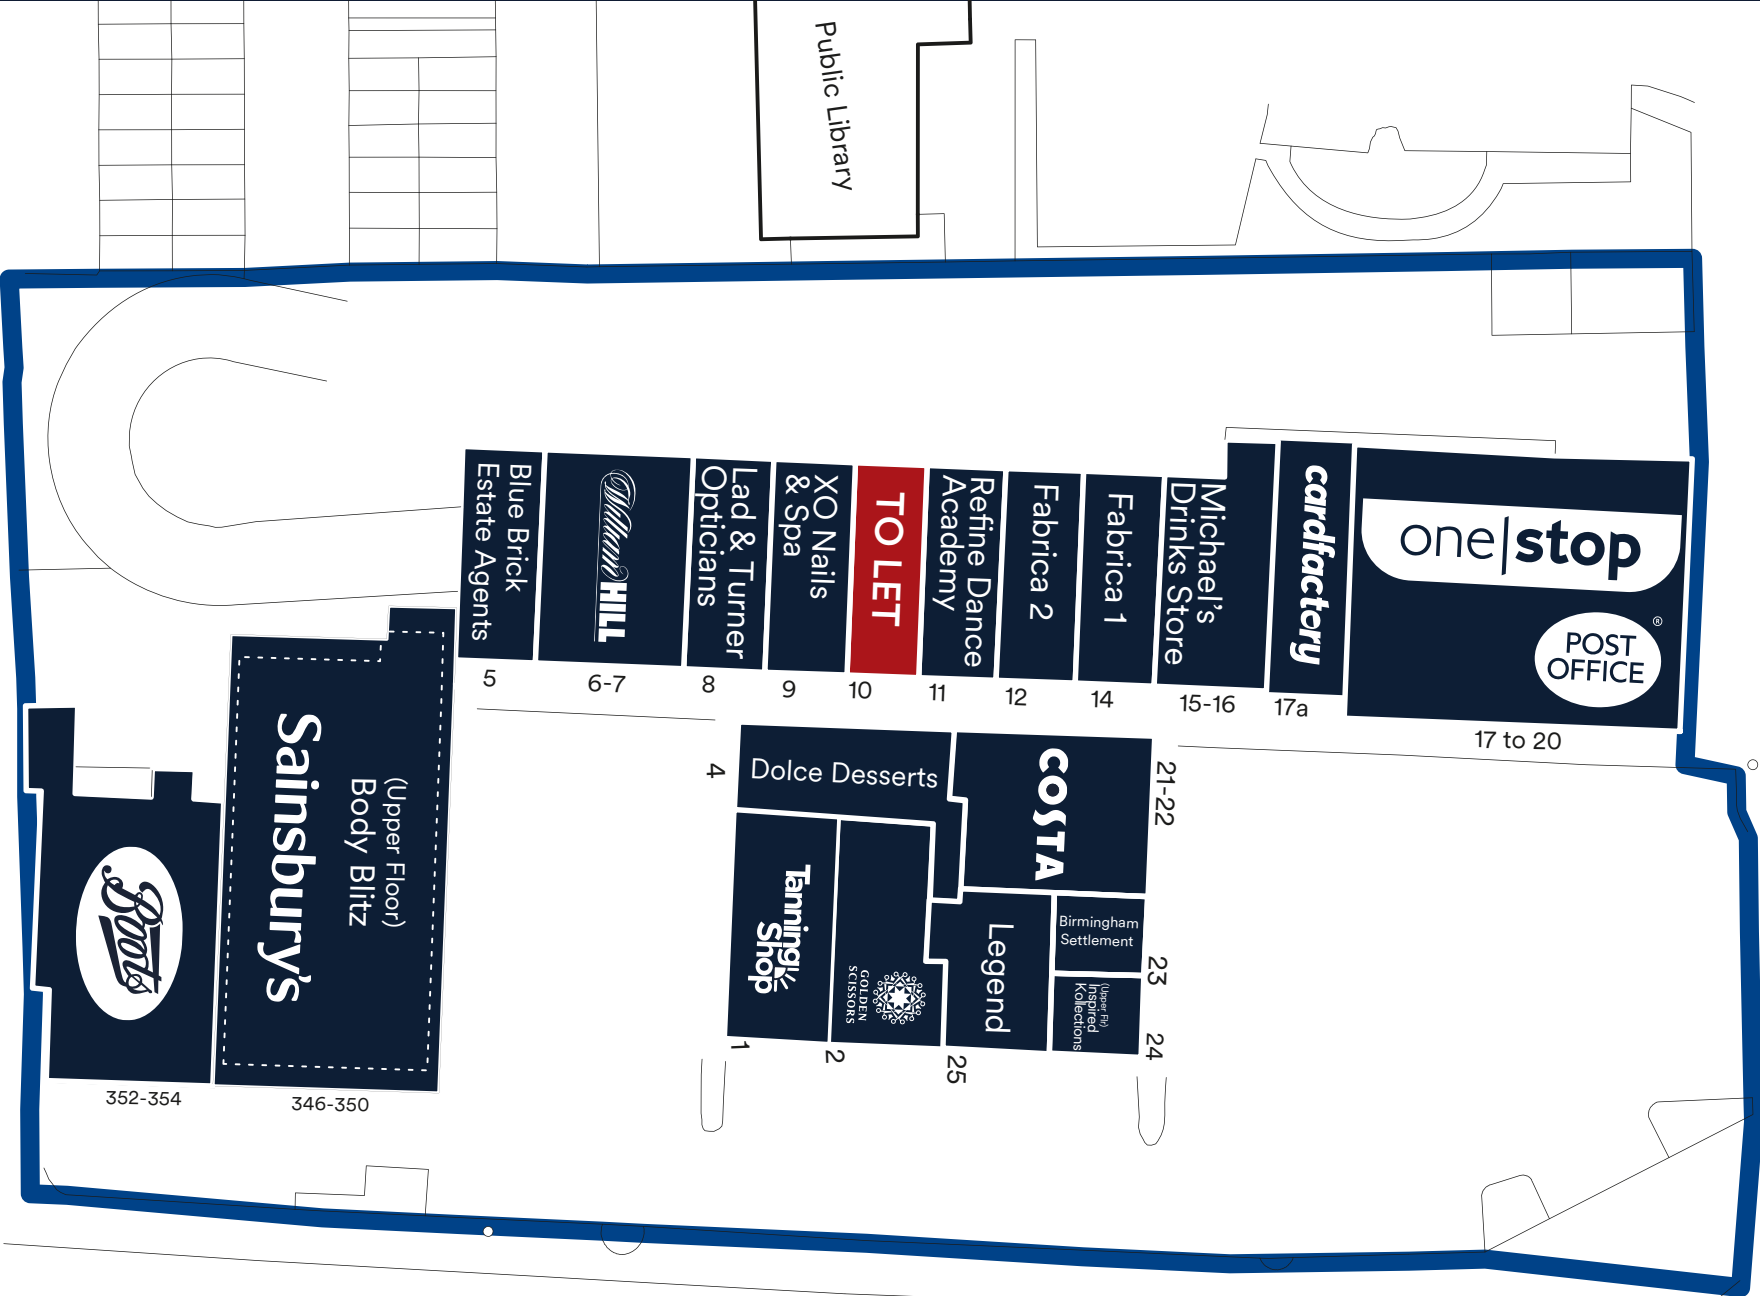 Public Library
Blue Brick
Estate Agents
William HILL
Lad & Turner
Opticians
XO Nails
& Spa
TO LET
Refine Dance
Academy
Fabrica 2
Fabrica 1
Michael's
Drinks Store
cardfactory
one|stop
POST
OFFICE
®
5
6-7
8
9
10
11
12
14
15-16
17a
17 to 20
Boots
352-354
Sainsbury's
(Upper Floor)
Body Blitz
346-350
4
Dolce Desserts
COSTA
21-22
Tanning
Shop
GOLDEN
SCISSORS
Legend
Birmingham
Settlement
23
(Upper Flr)
Inspired
Kollections
24
1
2
25